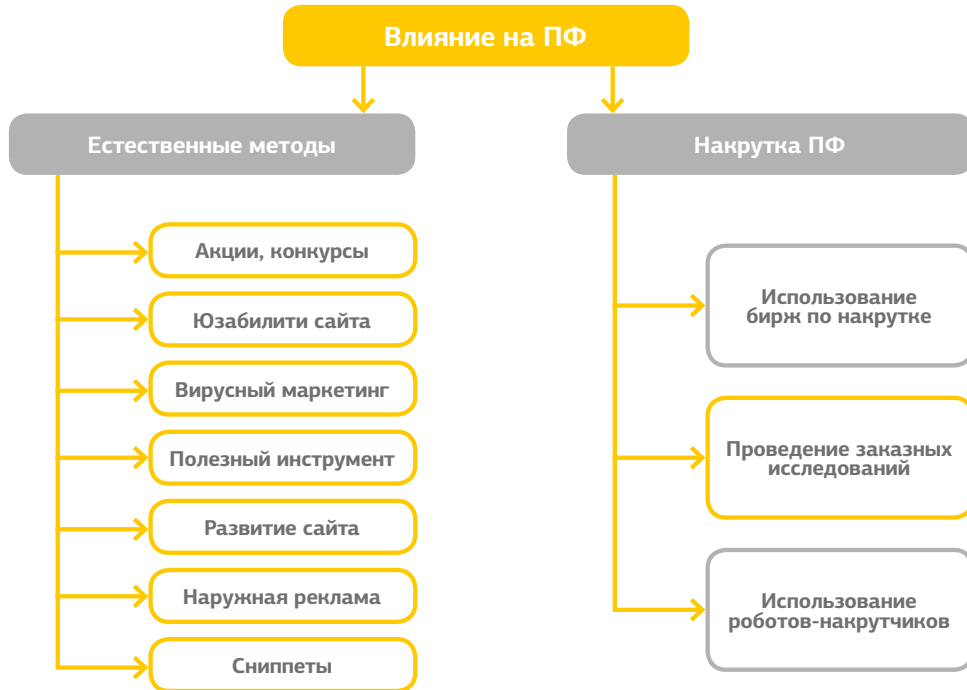 Влияние на ПФ
Естественные методы
Акции, конкурсы
Юзабилити сайта
Вирусный маркетинг
Полезный инструмент
Развитие сайта
Наружная реклама
Сниппеты
Накрутка ПФ
Использование
бирж по накрутке
Проведение заказных
исследований
Использование
роботов-накрутчиков